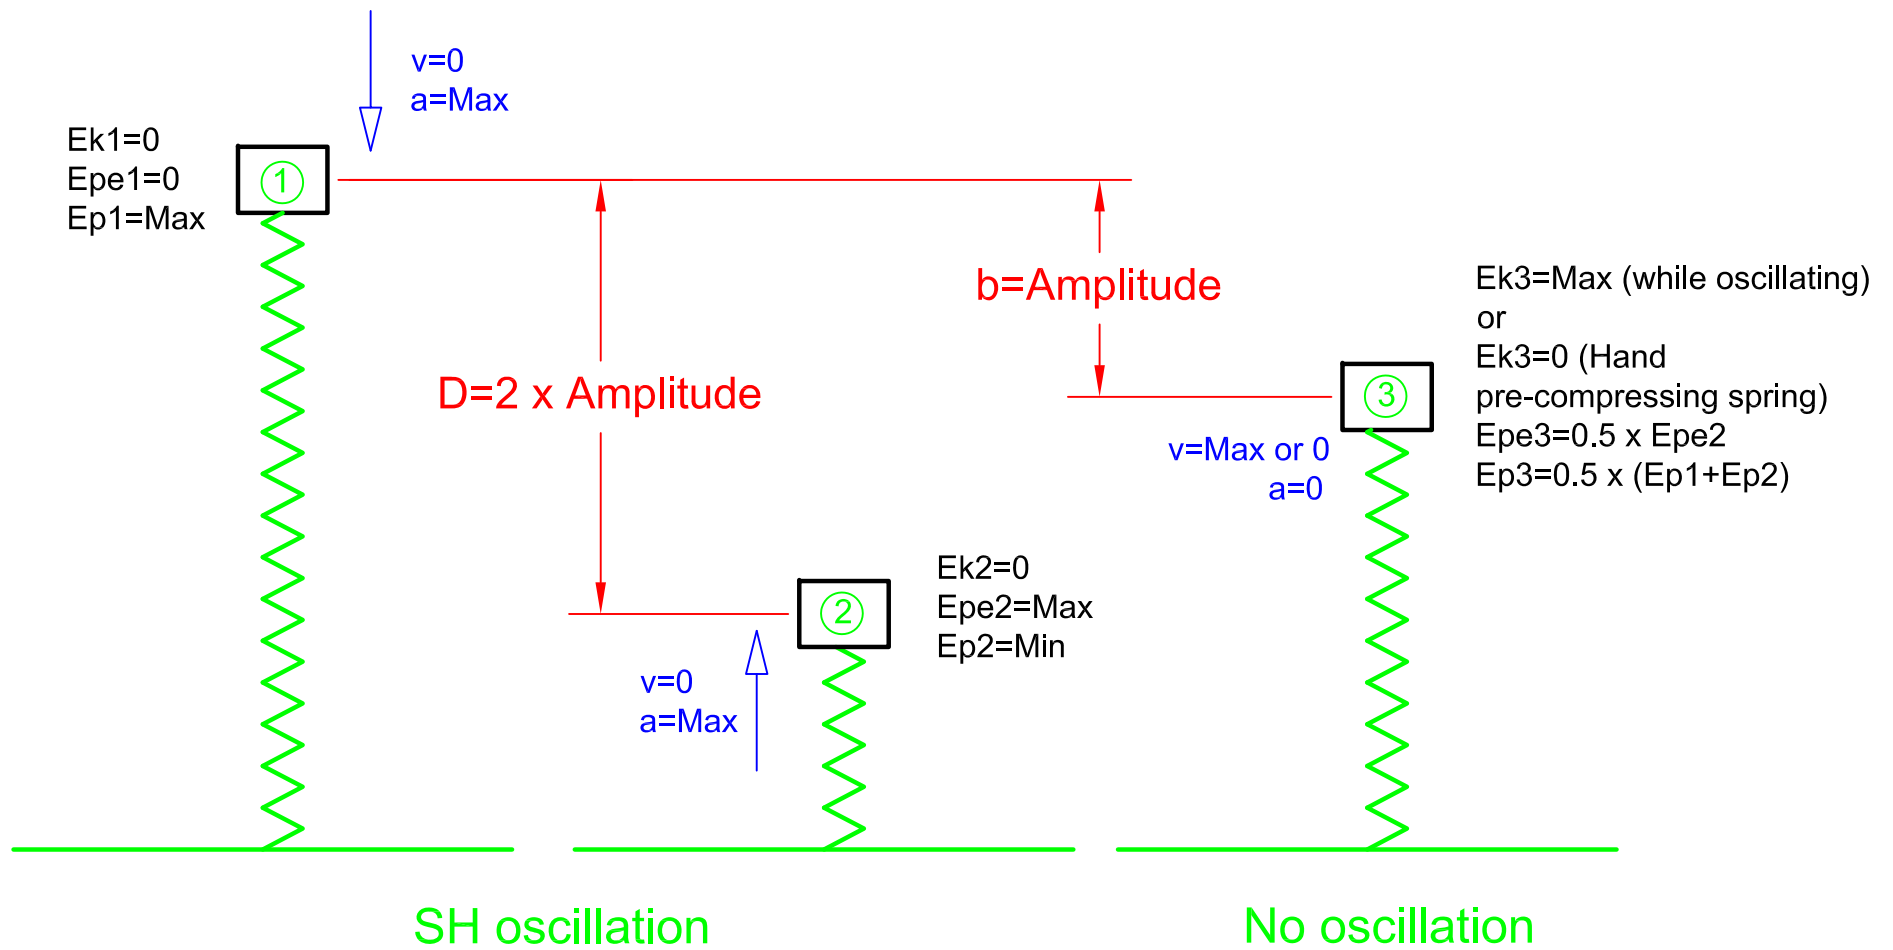 v=0
a=Max
Ek1=0
Epe1=0
Ep1=Max
1
b=Amplitude
D=2 x Amplitude
Ek3=Max (while oscillating)
or
Ek3=0 (Hand
pre-compressing spring)
Epe3=0.5 x Epe2
Ep3=0.5 x (Ep1+Ep2)
3
v=Max or 0
a=0
Ek2=0
Epe2=Max
Ep2=Min
2
v=0
a=Max
SH oscillation
No oscillation